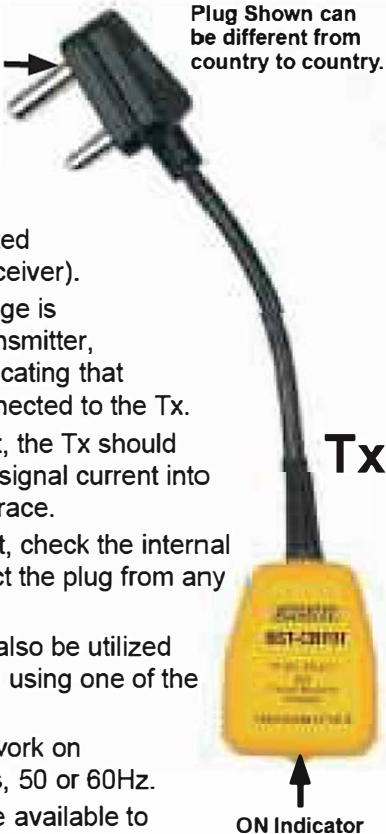 Plug Shown can
be different from
country to country.
ed
ceiver).
ge is
nsmitter,
cating that
nnected to the Tx.
t, the Tx should
signal current into
race.
t, check the internal
ct the plug from any
also be utilized
using one of the
work on
s, 50 or 60Hz.
e available to
Tx
ON Indicator